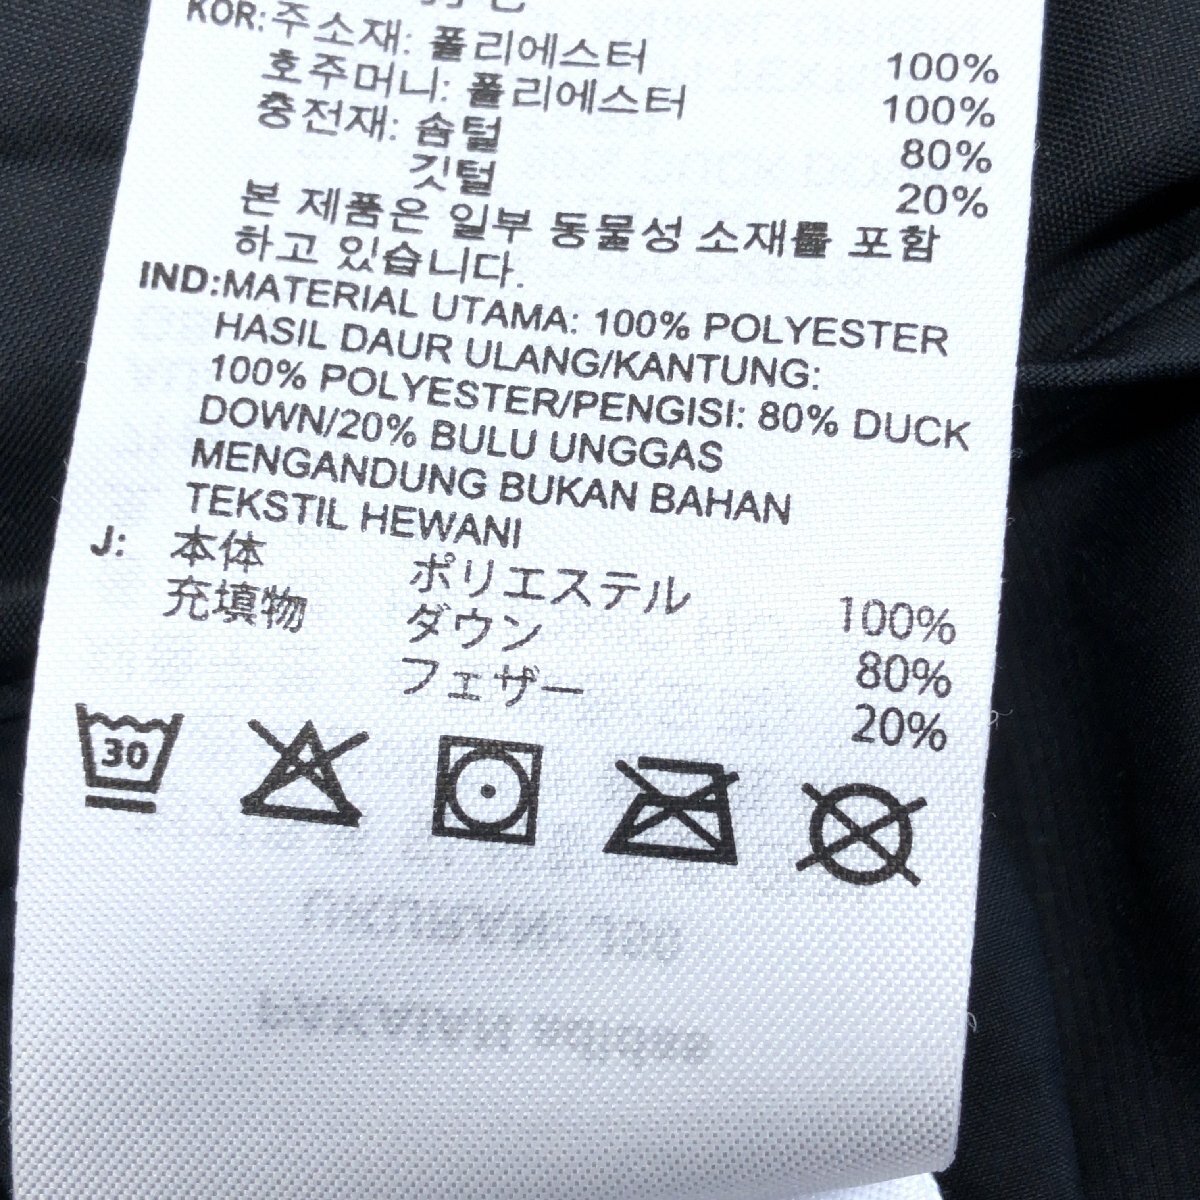 KOR:주소재: 폴리에스터 100%
호주머니: 폴리에스터 100%
충전재: 솜털 80%
깃털 20%
본 제품은 일부 동물성 소재를 포함
하고 있습니다.
IND:MATERIAL UTAMA: 100% POLYESTER
HASIL DAUR ULANG/KANTUNG:
100% POLYESTER/PENGISI: 80% DUCK
DOWN/20% BULU UNGGAS
MENGANDUNG BUKAN BAHAN
TEKSTIL HEWANI
J: 本体 ポリエステル 100%
充填物 ダウン 80%
フェザー 20%
30